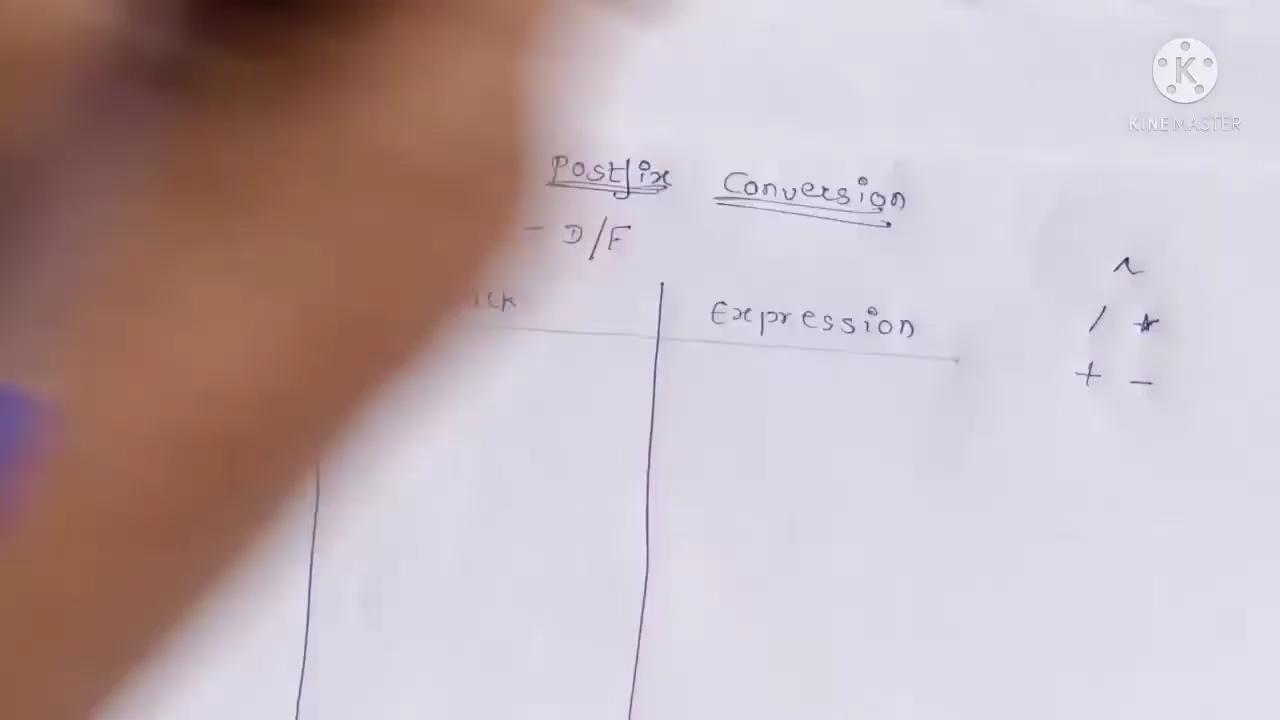 K
KINEMASTER
Postfix Conversion
- D/F
^
Expression
/ *
+ -